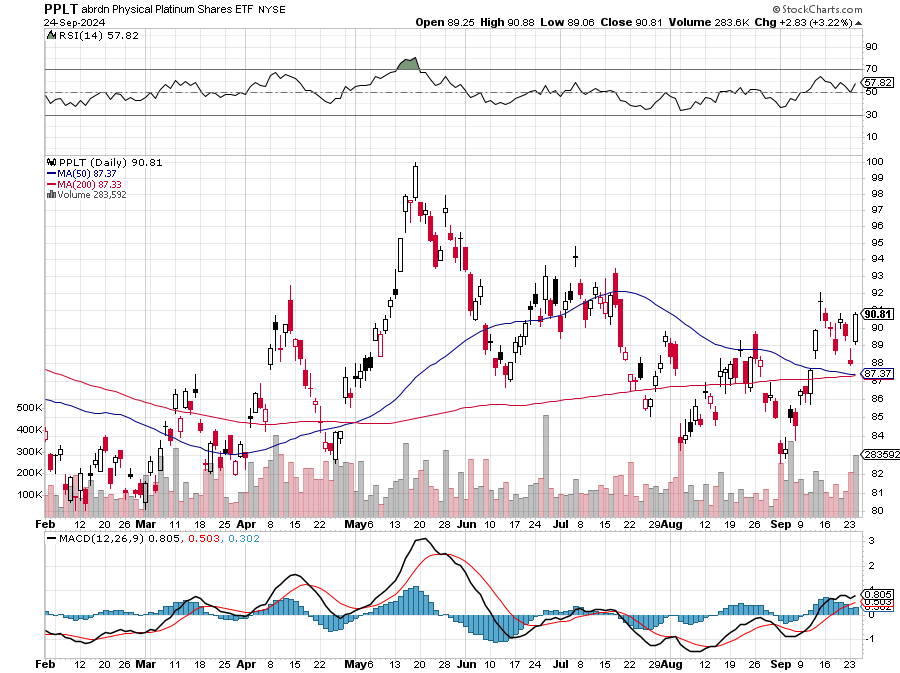 PPLT abrdn Physical Platinum Shares ETF NYSE
© StockCharts.com
24-Sep-2024
Open 89.25 High 90.88 Low 89.06 Close 90.81 Volume 283.6K Chg +2.83 (+3.22%)
RSI(14) 57.82
90
70
57.82
50
30
10
PPLT (Daily) 90.81
MA(50) 87.37
MA(200) 87.33
Volume 283,592
100
99
98
97
96
95
94
93
92
90.81
90
89
88
87.37
87
86
85
84
283592
82
81
80
500K
400K
300K
200K
100K
Feb 12 20 26 Mar 11 18 25 Apr 8 15 22 May 6 13 20 28 Jun 10 17 24 Jul 8 15 22 29 Aug 12 19 26 Sep 9 16 23
MACD(12,26,9) 0.805, 0.503, 0.302
3
2
1
0.805
0.503
0.302
0
-1
Feb 12 20 26 Mar 11 18 25 Apr 8 15 22 May 6 13 20 28 Jun 10 17 24 Jul 8 15 22 29 Aug 12 19 26 Sep 9 16 23